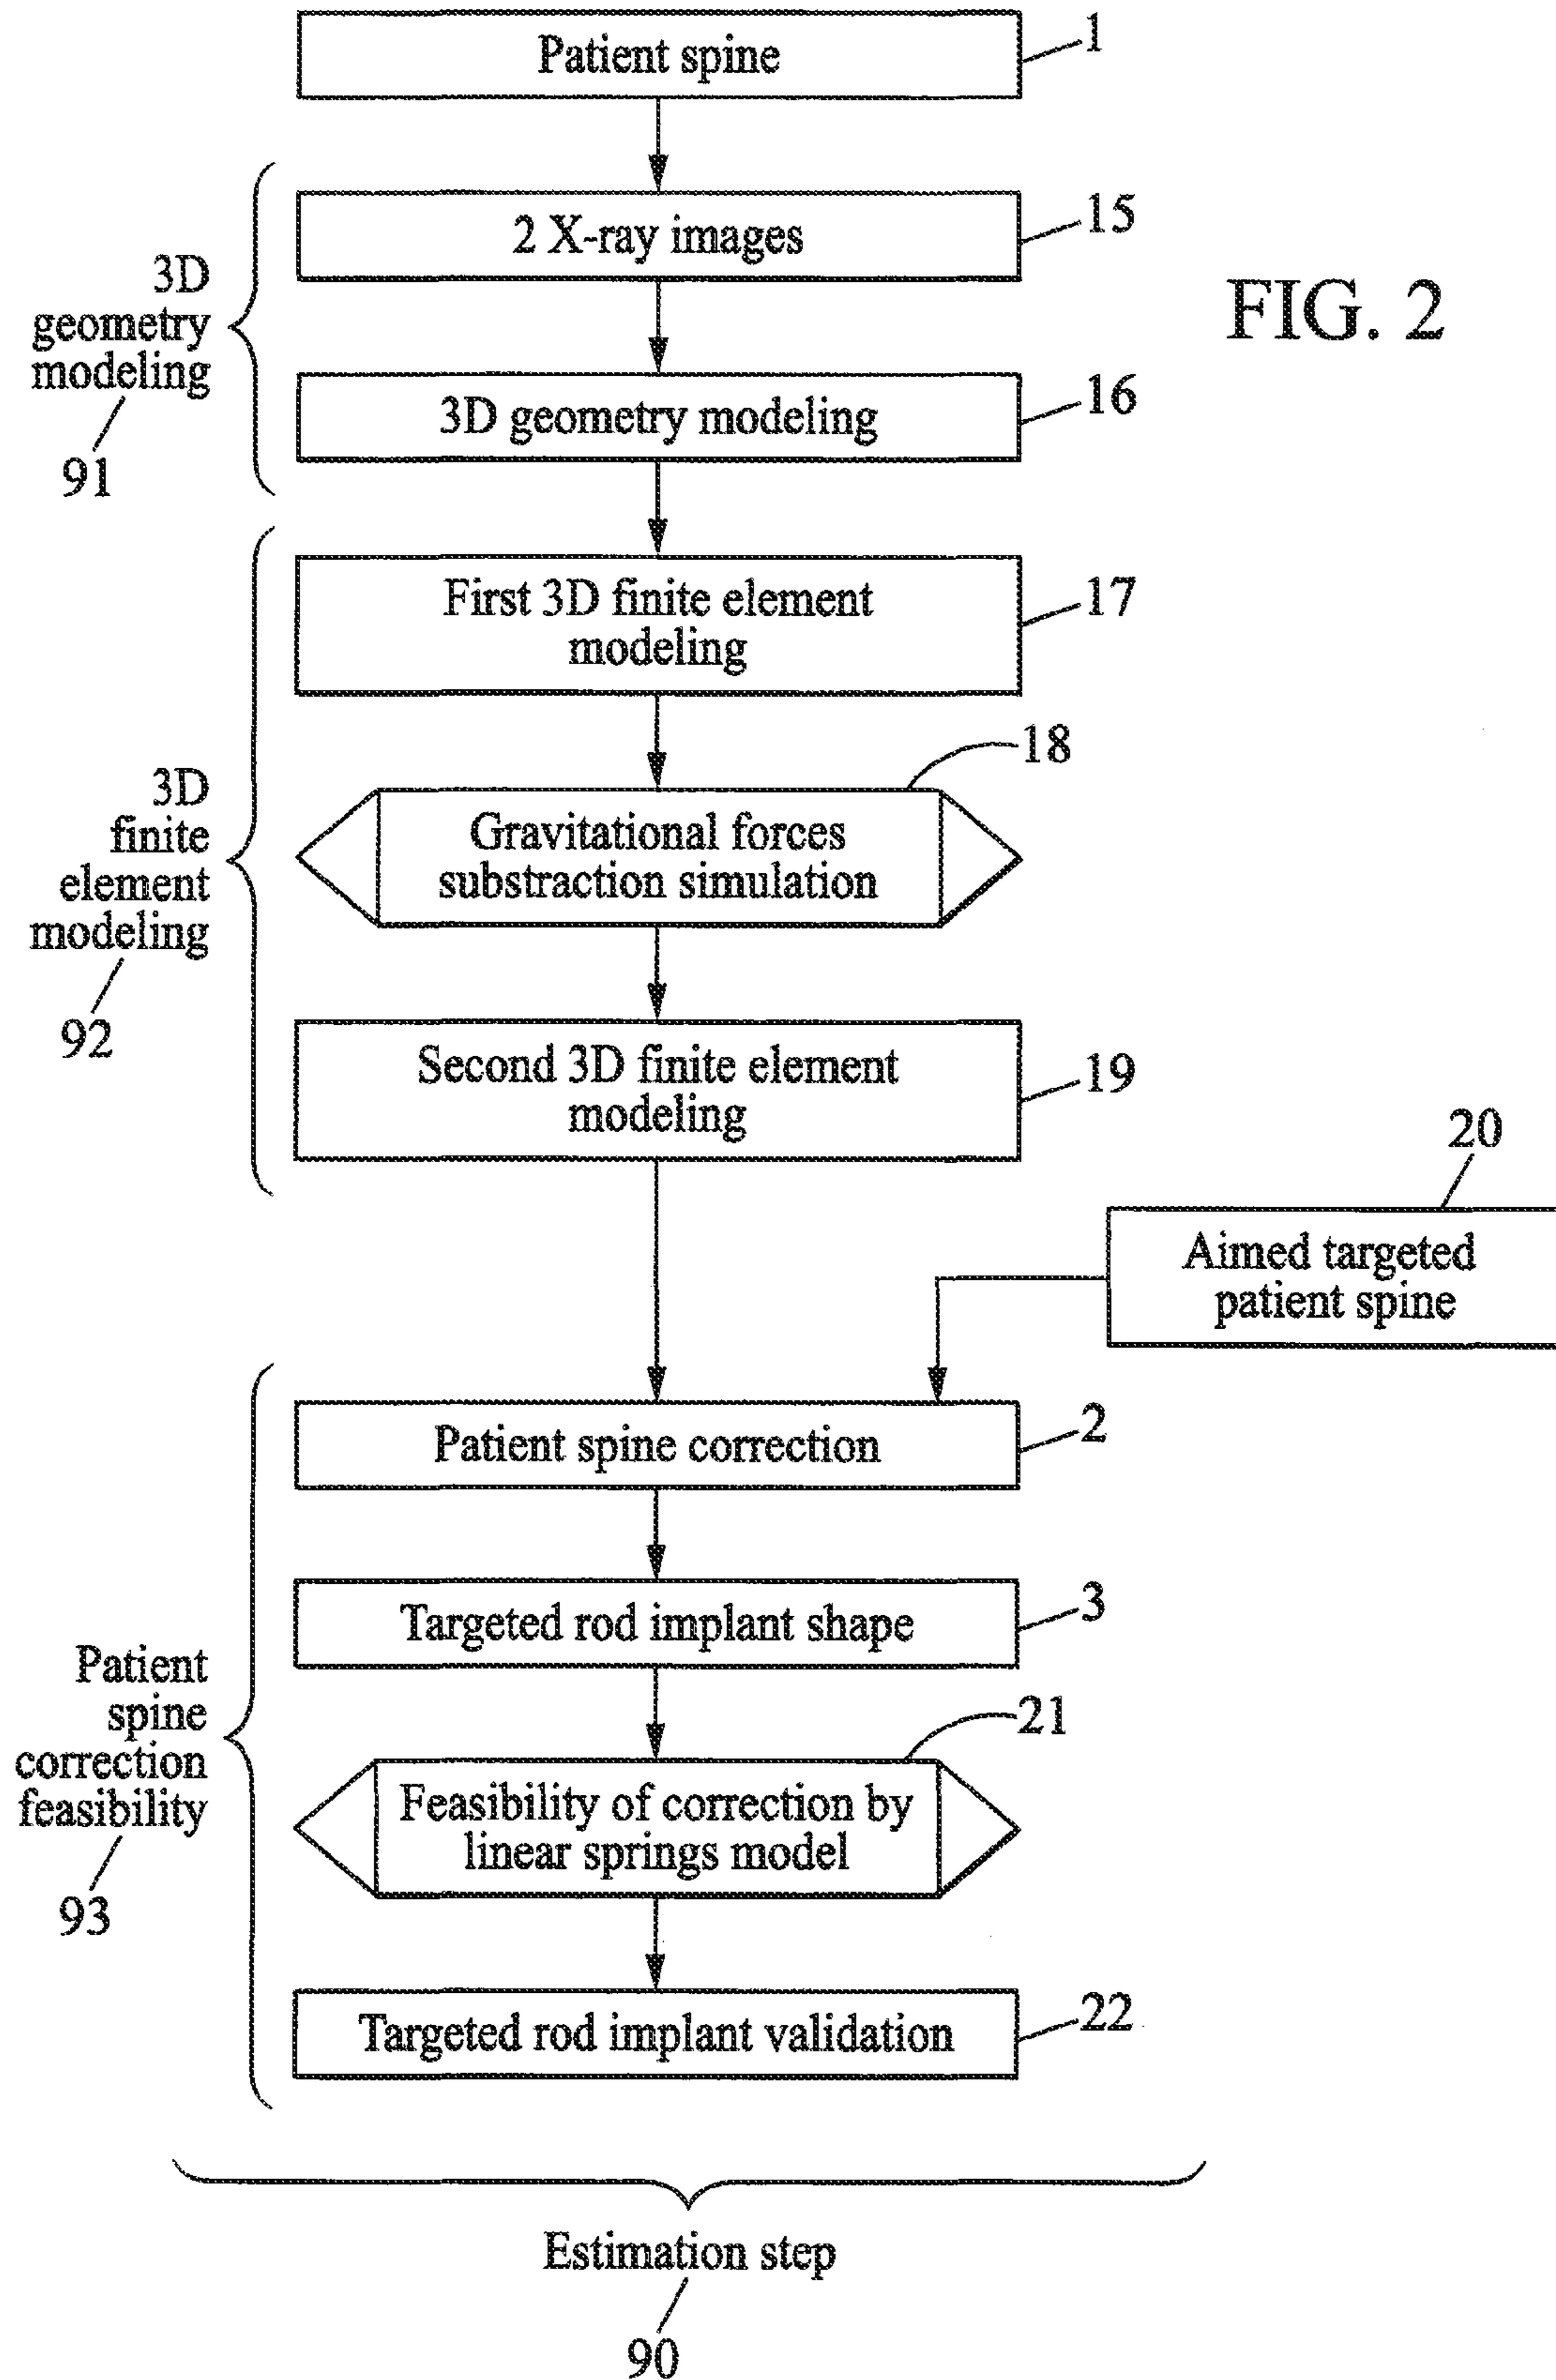 Patient spine
1
2 X-ray images
15
3D
geometry
modeling
91
FIG. 2
3D geometry modeling
16
First 3D finite element
modeling
17
18
Gravitational forces
substraction simulation
3D
finite
element
modeling
92
Second 3D finite element
modeling
19
20
Aimed targeted
patient spine
Patient spine correction
2
Targeted rod implant shape
3
Patient
spine
correction
feasibility
93
21
Feasibility of correction by
linear springs model
Targeted rod implant validation
22
Estimation step
90